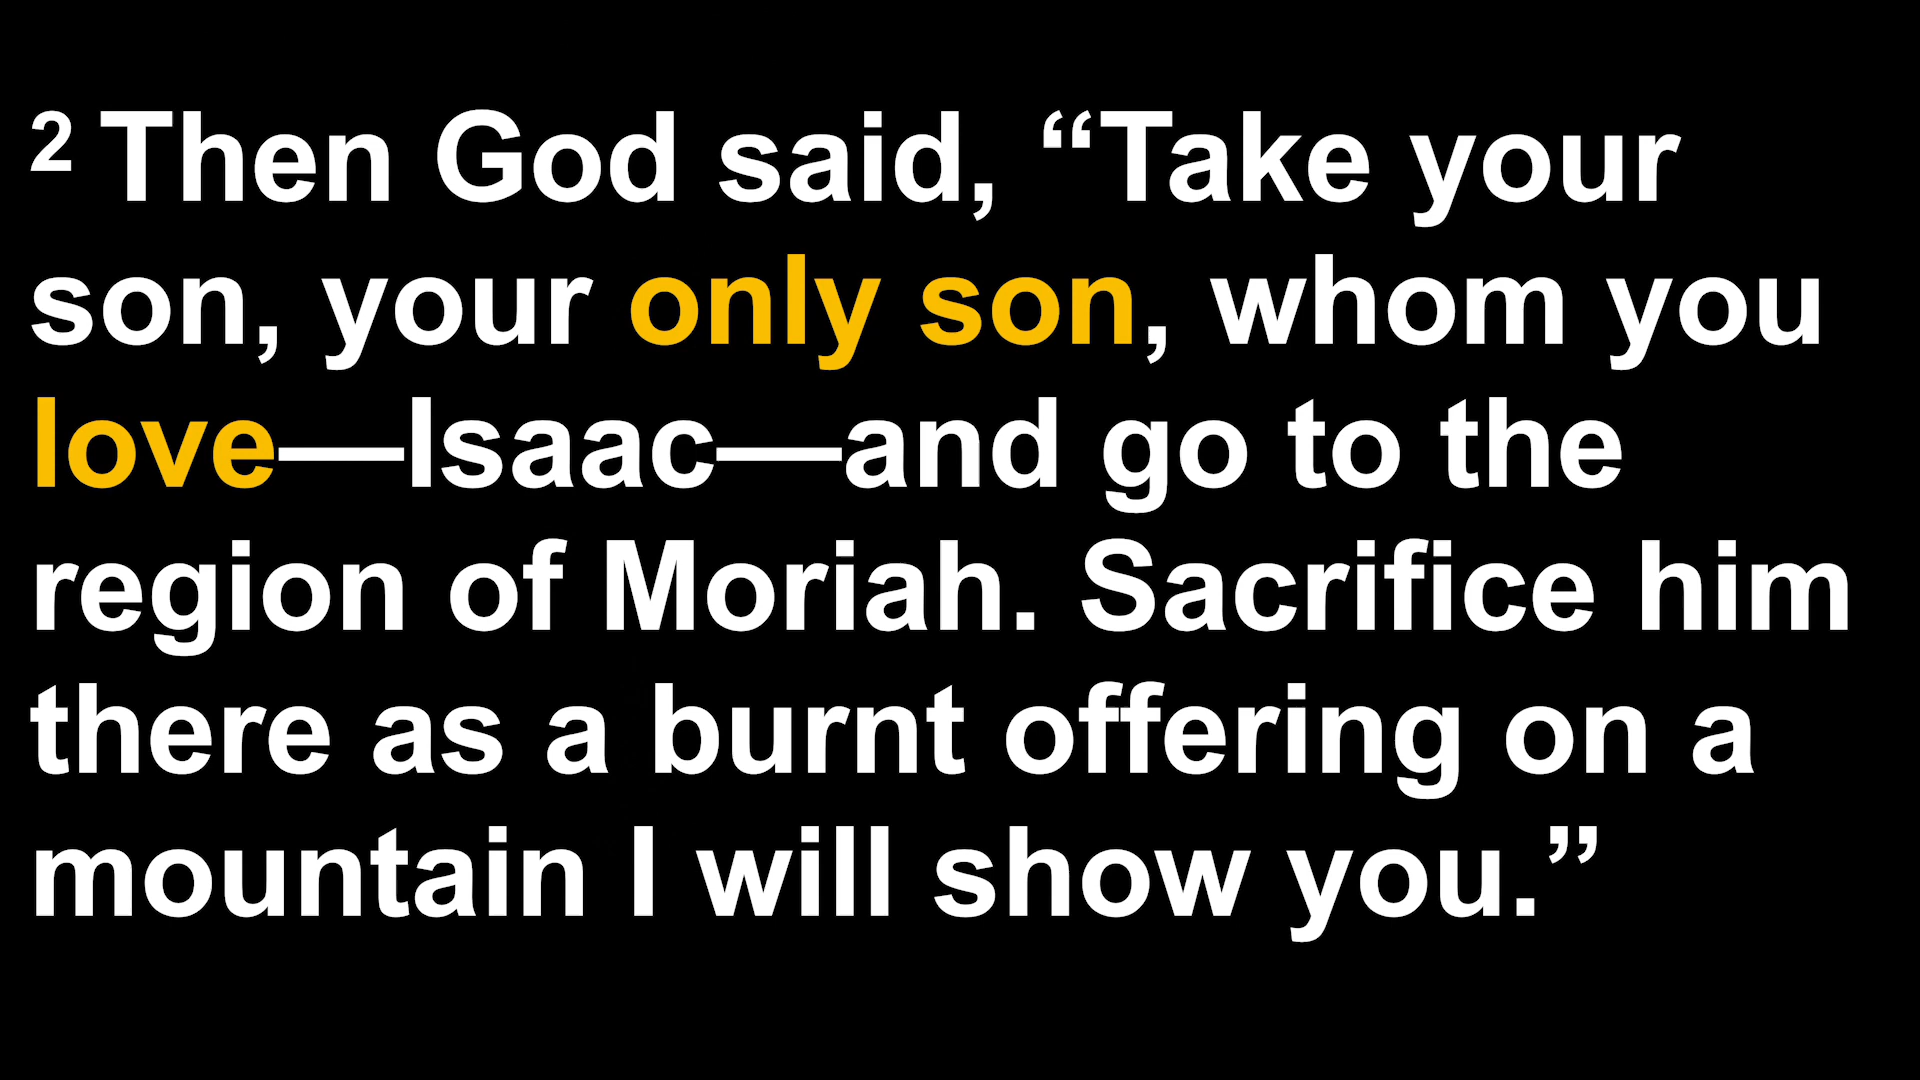 2 Then God said, “Take your
son, your only son, whom you
love—Isaac—and go to the
region of Moriah. Sacrifice him
there as a burnt offering on a
mountain I will show you.”